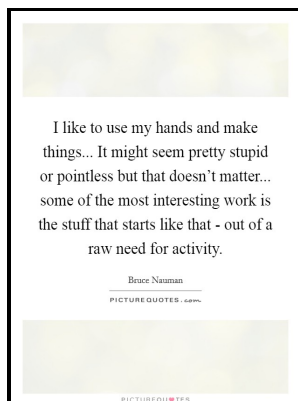 I like to use my hands and make
things... It might seem pretty stupid
or pointless but that doesn't matter...
some of the most interesting work is
the stuff that starts like that - out of a
raw need for activity.
Bruce Nauman
PICTUREQUOTES.com
PICTUREQUOTES